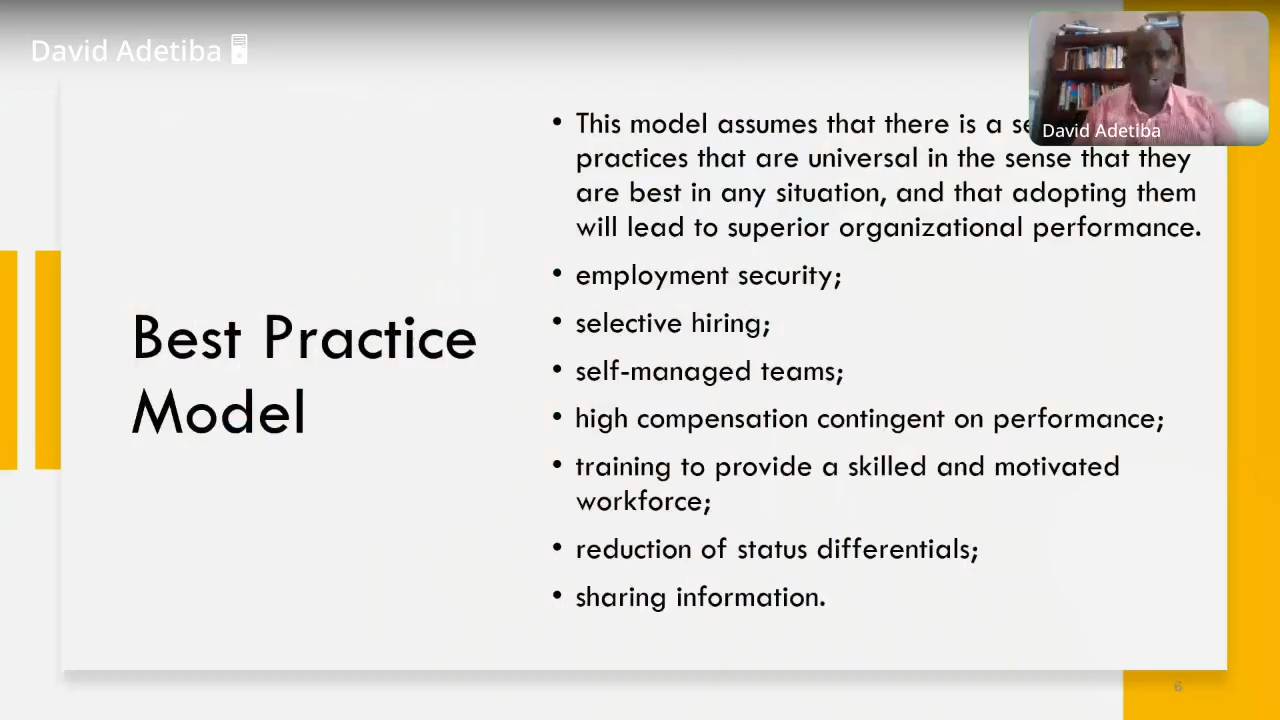 David Adetiba
David Adetiba
• This model assumes that there is a
practices that are universal in the sense that they
are best in any situation, and that adopting them
will lead to superior organizational performance.
• employment security;
• selective hiring;
• self-managed teams;
• high compensation contingent on performance;
• training to provide a skilled and motivated
workforce;
• reduction of status differentials;
• sharing information.
Best Practice
Model
6